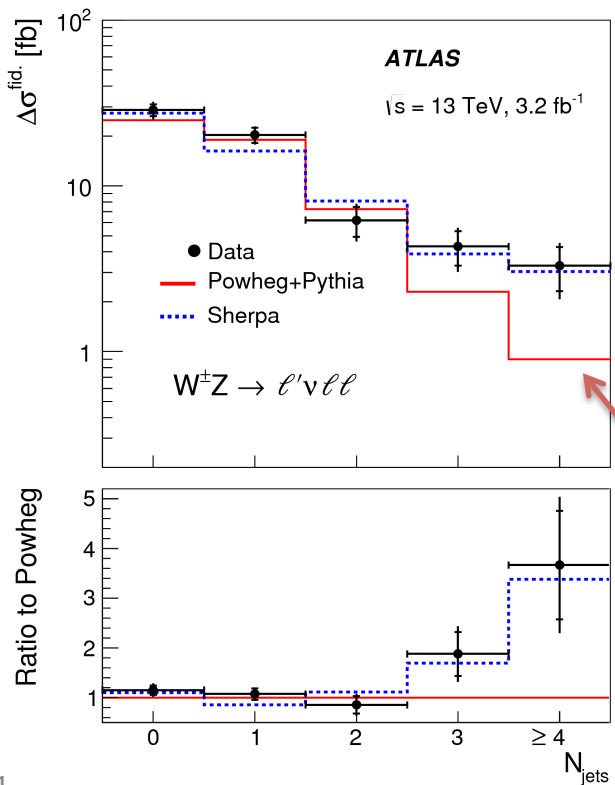 10²
Δσ^fid. [fb]
ATLAS
√s = 13 TeV, 3.2 fb⁻¹
10
Data
Powheg+Pythia
Sherpa
1
W^±Z → ℓ′ν ℓℓ
Ratio to Powheg
5
4
3
2
1
0 1 2 3 ≥ 4
N_jets